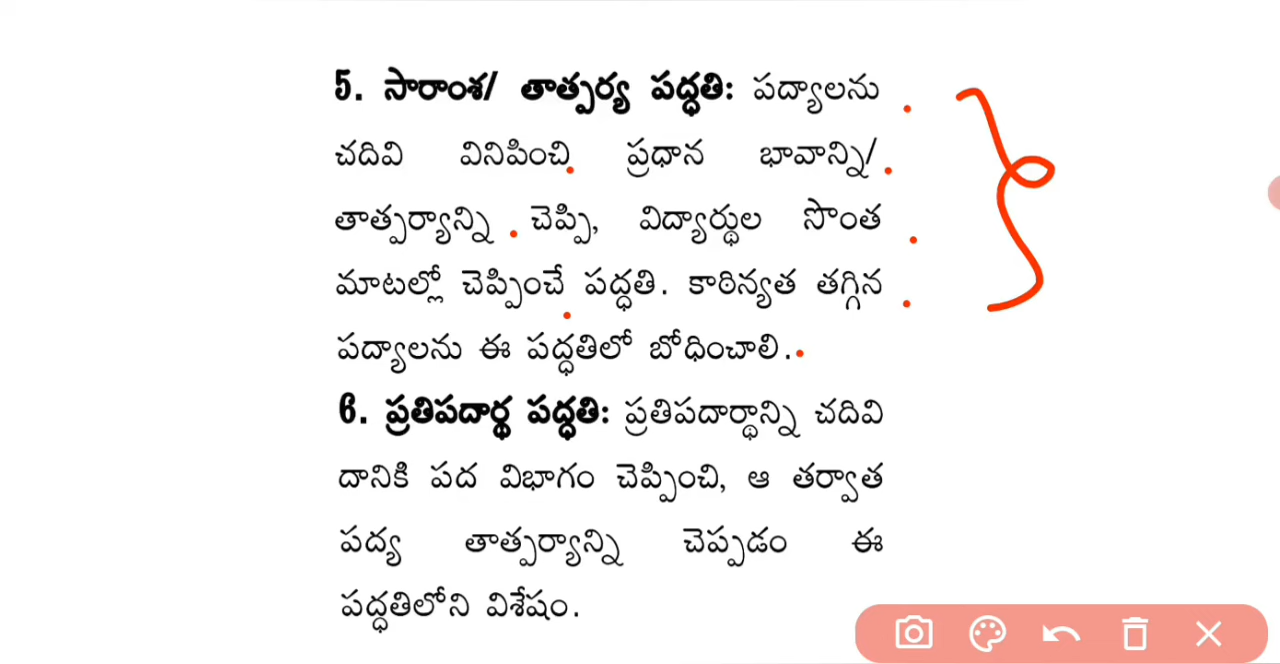 5. సారాంశ/ తాత్పర్య పద్ధతి: పద్యాలను
చదివి వినిపించి ప్రధాన భావాన్ని/
తాత్పర్యాన్ని చెప్పి, విద్యార్థుల సొంత
మాటల్లో చెప్పించే పద్ధతి. కాఠిన్యత తగ్గిన
పద్యాలను ఈ పద్ధతిలో బోధించాలి.
6. ప్రతిపదార్థ పద్ధతి: ప్రతిపదార్థాన్ని చదివి
దానికి పద విభాగం చెప్పించి, ఆ తర్వాత
పద్య తాత్పర్యాన్ని చెప్పడం ఈ
పద్ధతిలోని విశేషం.